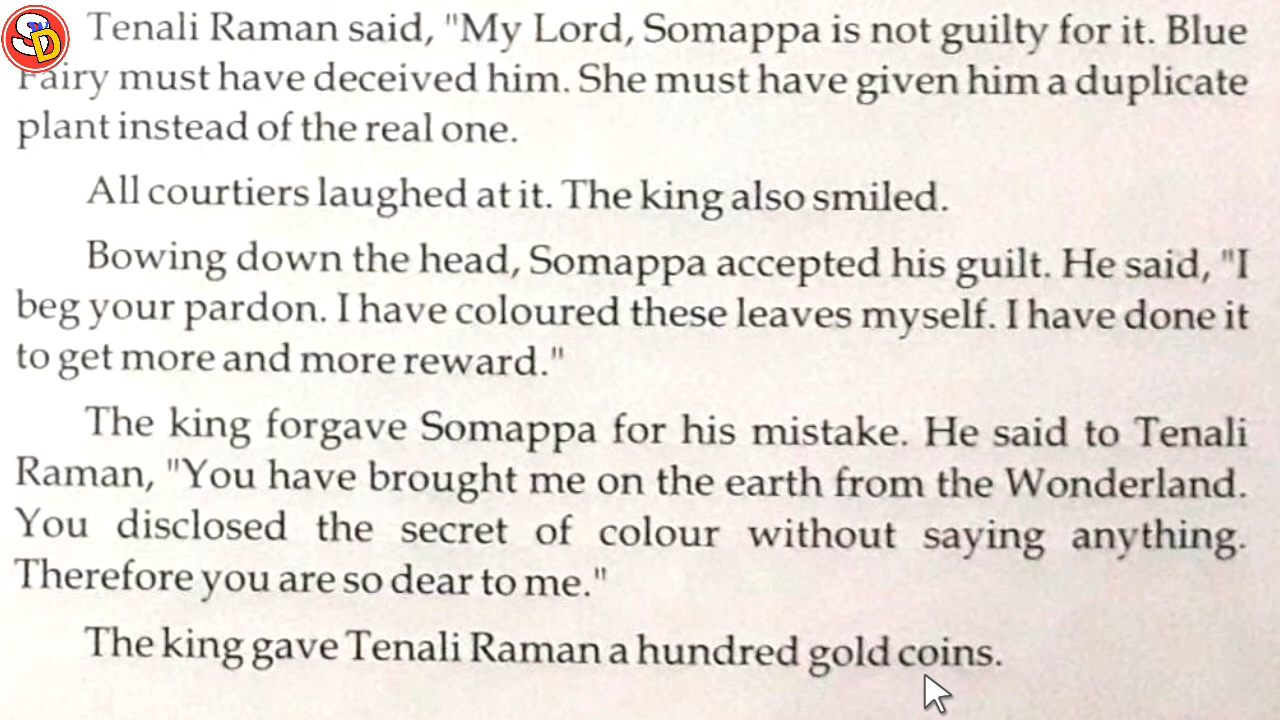 SD
Tenali Raman said, "My Lord, Somappa is not guilty for it. Blue
Fairy must have deceived him. She must have given him a duplicate
plant instead of the real one.
All courtiers laughed at it. The king also smiled.
Bowing down the head, Somappa accepted his guilt. He said, "I
beg your pardon. I have coloured these leaves myself. I have done it
to get more and more reward."
The king forgave Somappa for his mistake. He said to Tenali
Raman, "You have brought me on the earth from the Wonderland.
You disclosed the secret of colour without saying anything.
Therefore you are so dear to me."
The king gave Tenali Raman a hundred gold coins.